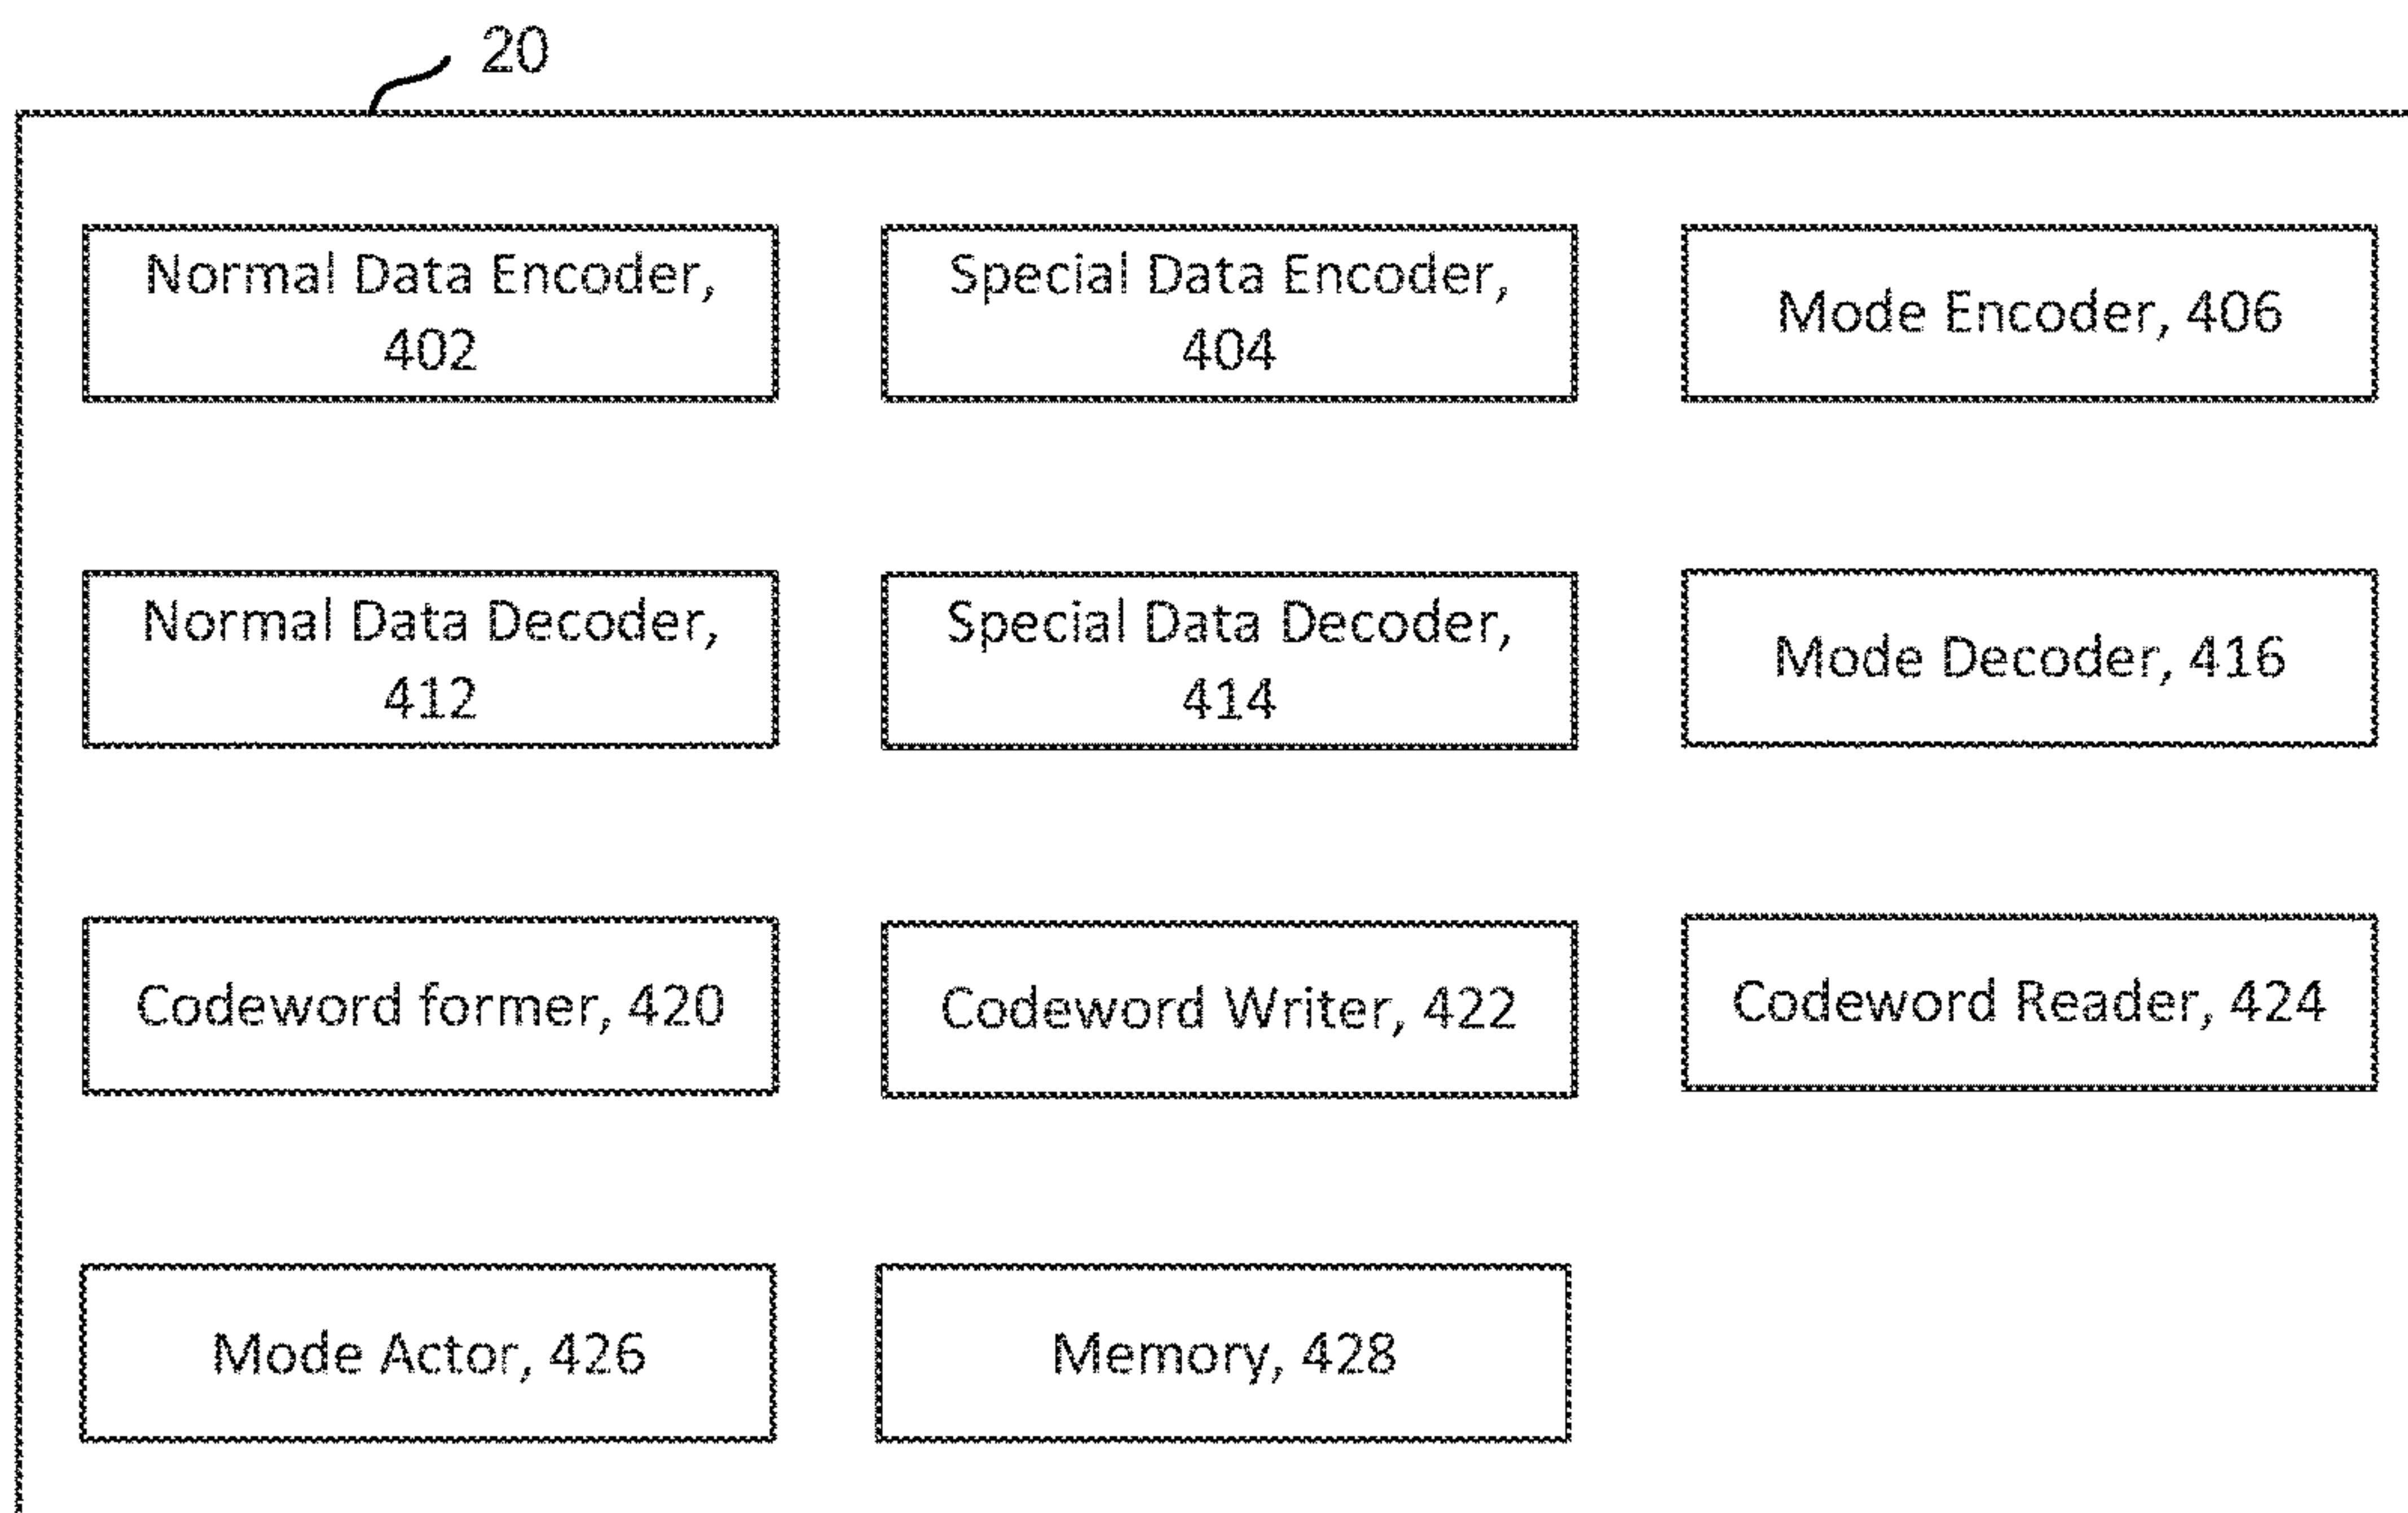 20
Normal Data Encoder,
402
Special Data Encoder,
404
Mode Encoder, 406
Normal Data Decoder,
412
Special Data Decoder,
414
Mode Decoder, 416
Codeword former, 420
Codeword Writer, 422
Codeword Reader, 424
Mode Actor, 426
Memory, 428